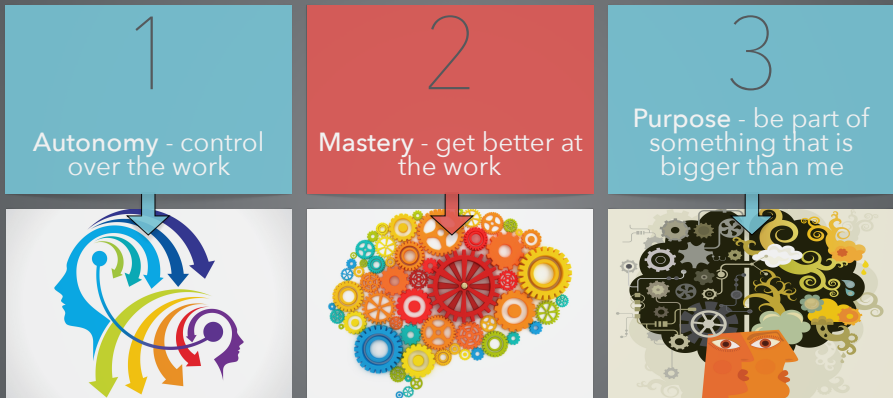 1
Autonomy - control
over the work
2
Mastery - get better at
the work
3
Purpose - be part of
something that is
bigger than me